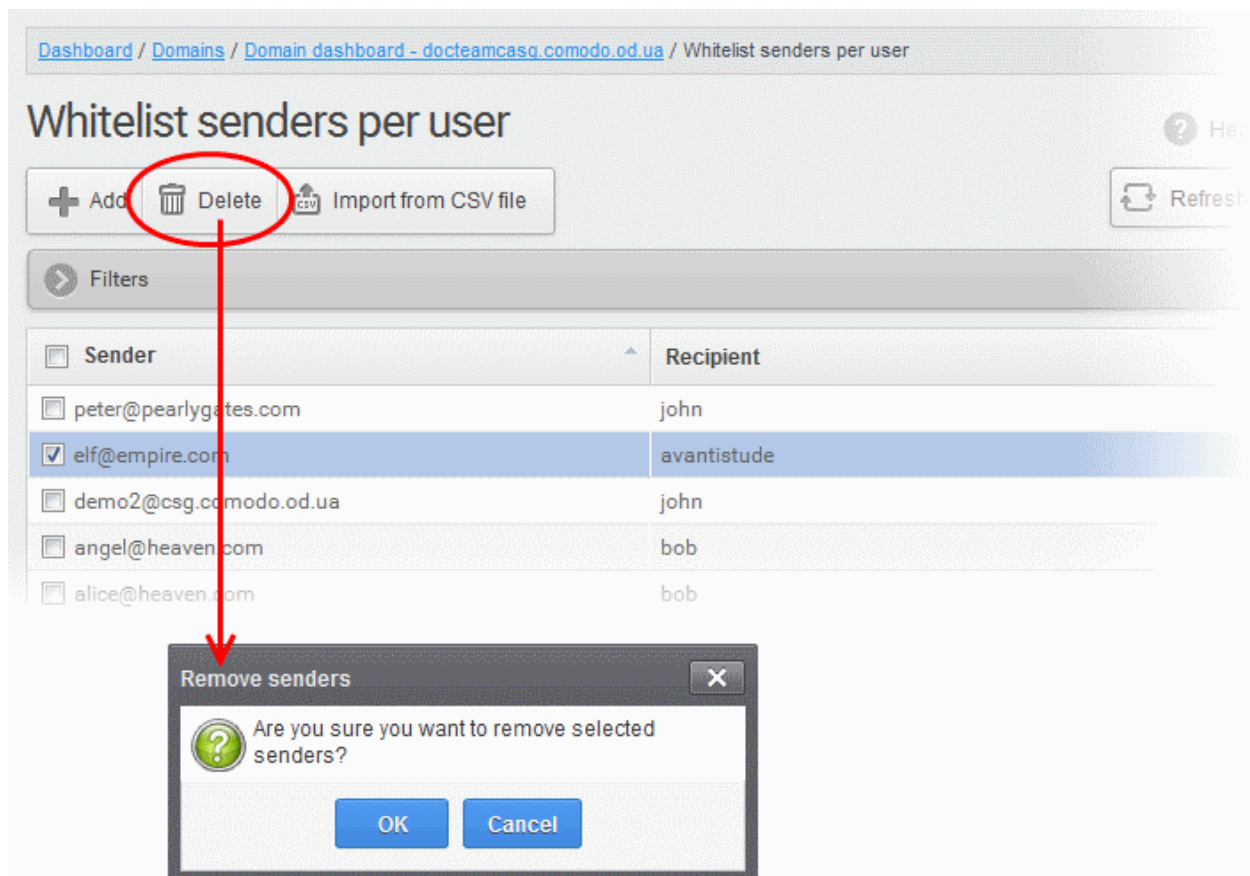 Dashboard / Domains / Domain dashboard - docteamcasg.comodo.od.ua / Whitelist senders per user
Whitelist senders per user
Add Delete CSV Import from CSV file Refresh
Filters
Sender Recipient
peter@pearlygates.com john
elf@empire.com avantistude
demo2@csg.comodo.od.ua john
angel@heaven.com bob
alice@heaven.com bob
Remove senders
Are you sure you want to remove selected
senders?
OK Cancel